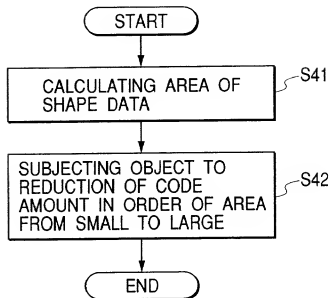 START
CALCULATING AREA OF
SHAPE DATA
S41
SUBJECTING OBJECT TO
REDUCTION OF CODE
AMOUNT IN ORDER OF AREA
FROM SMALL TO LARGE
S42
END